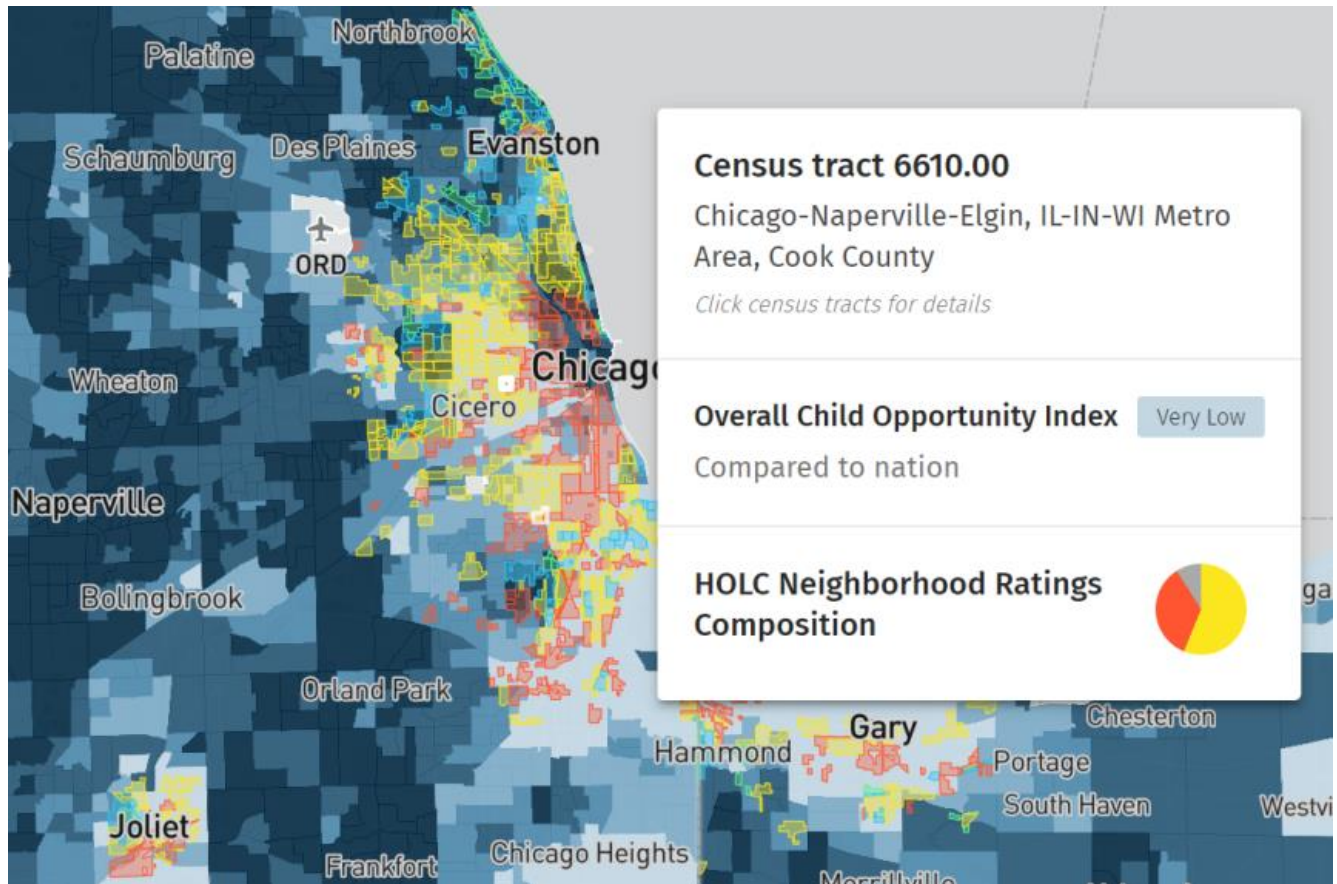 Northbrook
Palatine
Evanston
Des Plaines
Schaumburg
ORD
Chicago
Wheaton
Cicero
Naperville
Bolingbrook
Orland Park
Joliet
Frankfort
Chicago Heights
Hammond
Gary
Chesterton
Portage
South Haven
Census tract 6610.00
Chicago-Naperville-Elgin, IL-IN-WI Metro
Area, Cook County
Click census tracts for details
Overall Child Opportunity Index Very Low
Compared to nation
HOLC Neighborhood Ratings
Composition
ga
Westvi